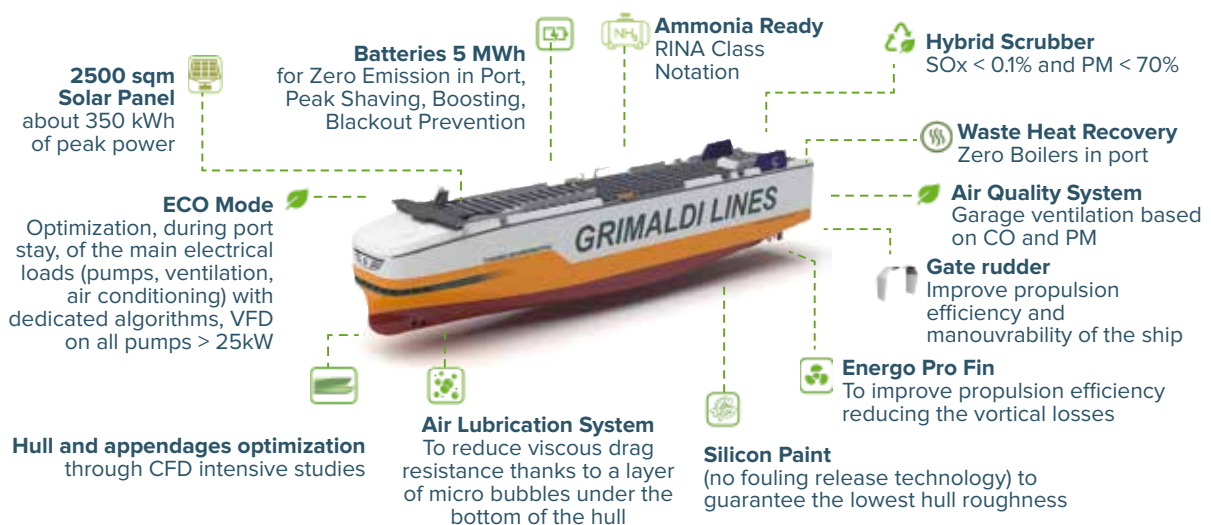 2500 sqm
Solar Panel
about 350 kWh
of peak power
Batteries 5 MWh
for Zero Emission in Port,
Peak Shaving, Boosting,
Blackout Prevention
NH₃
Ammonia Ready
RINA Class
Notation
Hybrid Scrubber
SOx < 0.1% and PM < 70%
Waste Heat Recovery
Zero Boilers in port
Air Quality System
Garage ventilation based
on CO and PM
Gate rudder
Improve propulsion
efficiency and
manouvrability of the ship
ECO Mode
Optimization, during port
stay, of the main electrical
loads (pumps, ventilation,
air conditioning) with
dedicated algorithms, VFD
on all pumps > 25kW
GRIMALDI LINES
Energo Pro Fin
To improve propulsion efficiency
reducing the vortical losses
Hull and appendages optimization
through CFD intensive studies
Air Lubrication System
To reduce viscous drag
resistance thanks to a layer
of micro bubbles under the
bottom of the hull
Silicon Paint
(no fouling release technology) to
guarantee the lowest hull roughness